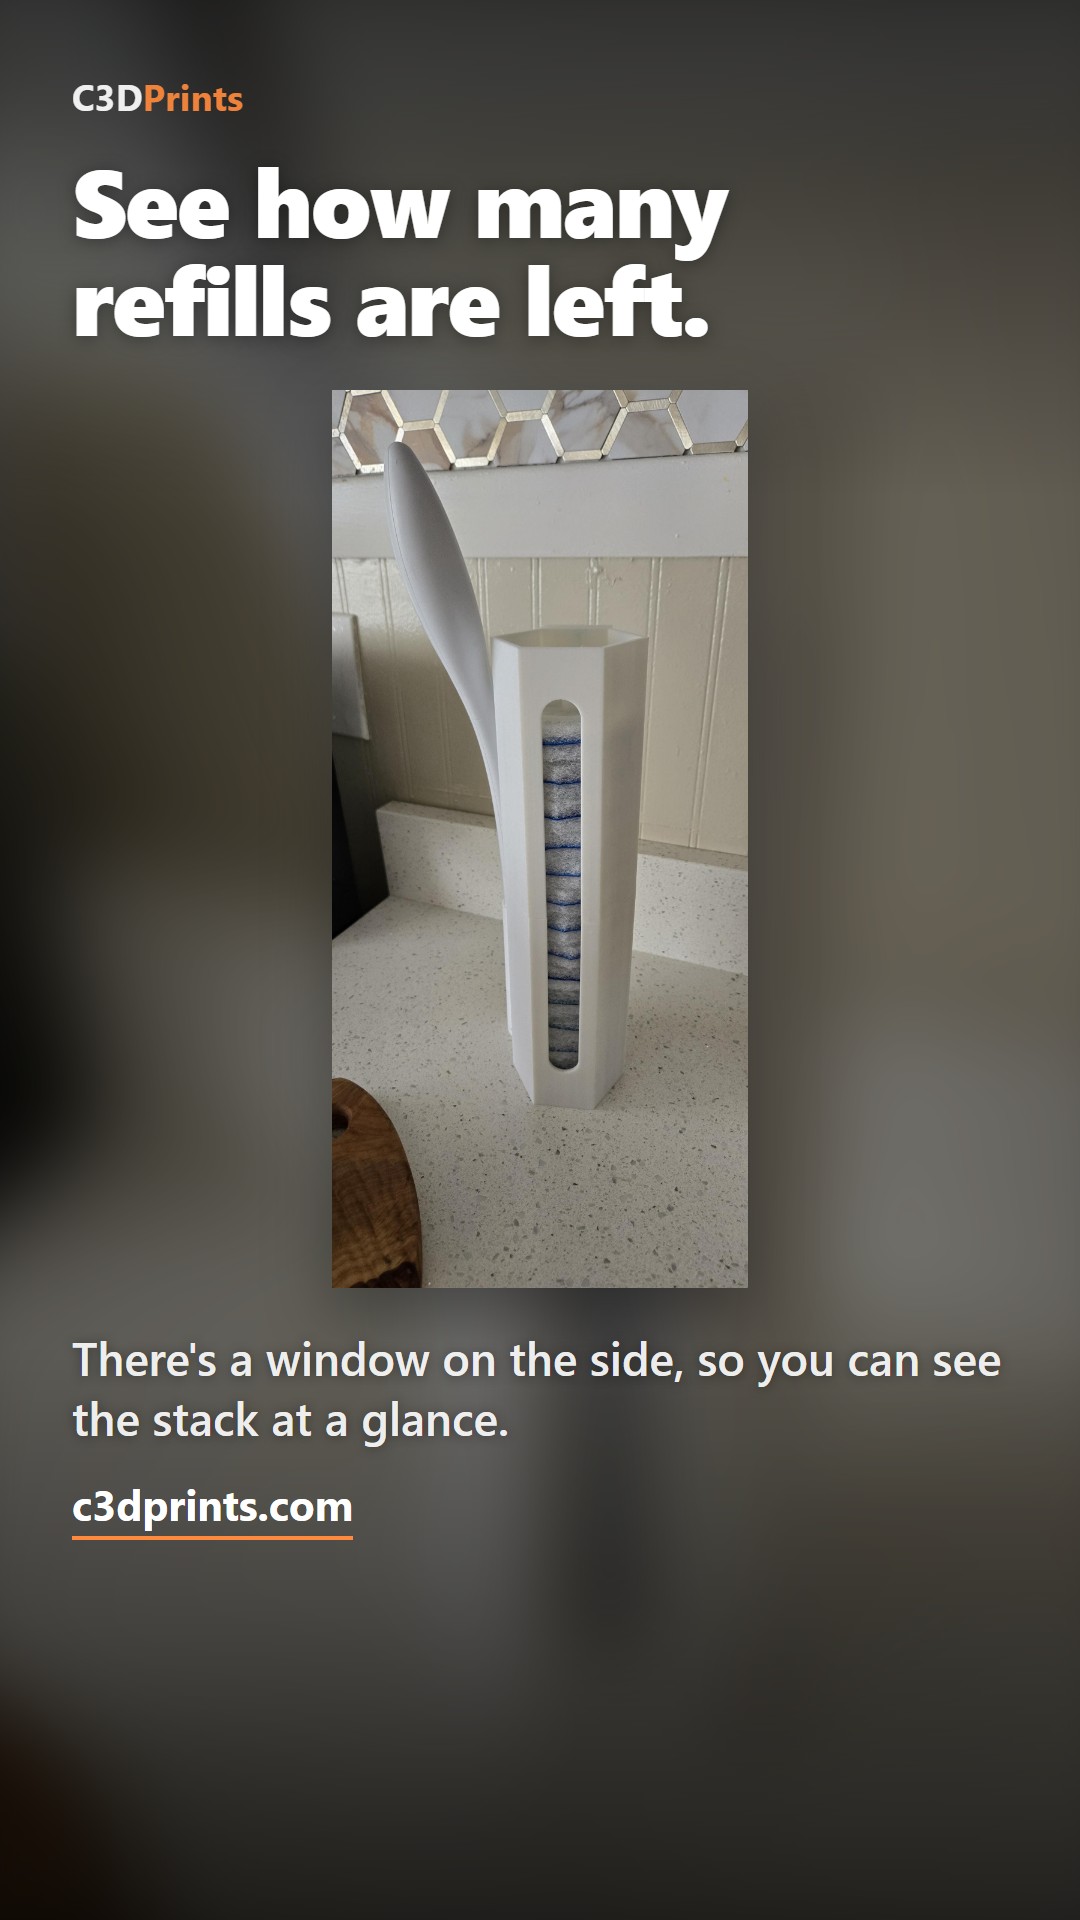 C3DPrints
See how many
refills are left.
There's a window on the side, so you can see
the stack at a glance.
c3dprints.com